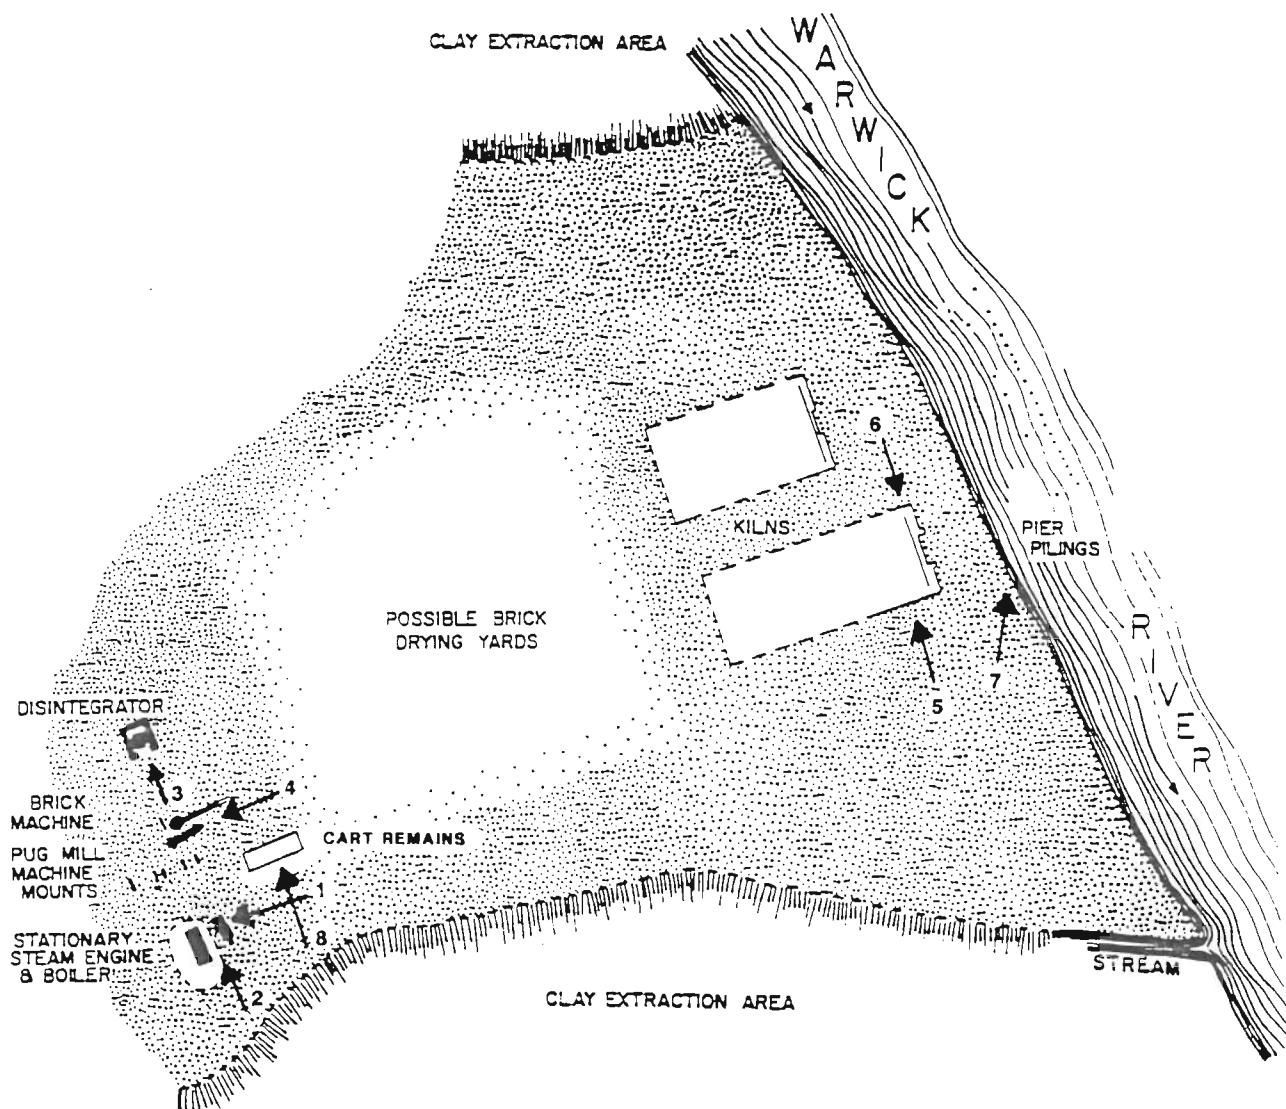 CLAY EXTRACTION AREA
WARWICK
6
KILNS
PIER
PILINGS
POSSIBLE BRICK
DRYING YARDS
RIVER
7
5
DISINTEGRATOR
3
4
BRICK
MACHINE
CART REMAINS
PUG MILL
MACHINE
MOUNTS
1
8
STATIONARY
STEAM ENGINE
& BOILER
2
STREAM
CLAY EXTRACTION AREA